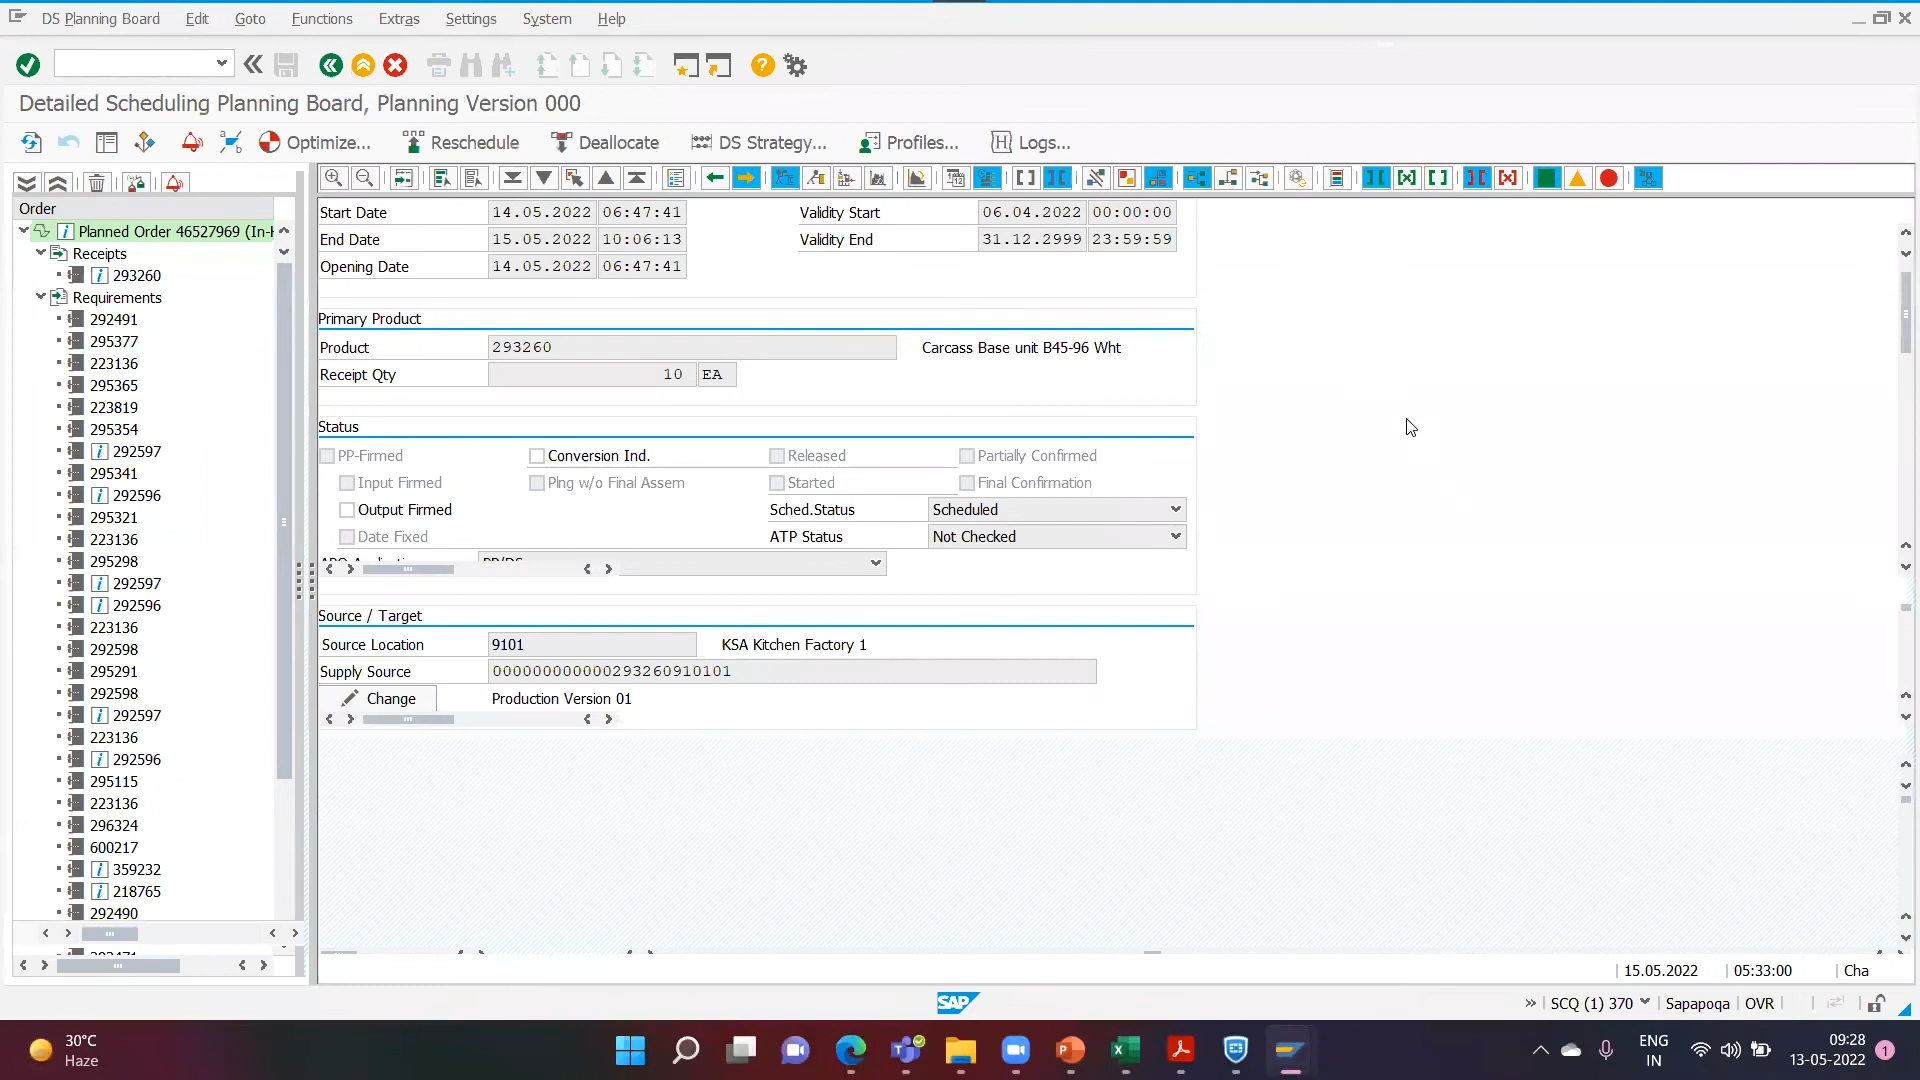 DS Planning Board Edit Goto Functions Extras Settings System Help
Detailed Scheduling Planning Board, Planning Version 000
Optimize... Reschedule Deallocate DS Strategy... Profiles... Logs...
Order
Planned Order 46527969 (In-H
Receipts
293260
Requirements
292491
295377
223136
295365
223819
295354
292597
295341
292596
295321
223136
295298
292597
292596
223136
292598
295291
292598
292597
223136
292596
295115
223136
296324
600217
359232
218765
292490
Start Date 14.05.2022 06:47:41 Validity Start 06.04.2022 00:00:00
End Date 15.05.2022 10:06:13 Validity End 31.12.2999 23:59:59
Opening Date 14.05.2022 06:47:41
Primary Product
Product 293260 Carcass Base unit B45-96 Wht
Receipt Qty 10 EA
Status
PP-Firmed Conversion Ind. Released Partially Confirmed
Input Firmed Plng w/o Final Assem Started Final Confirmation
Output Firmed Sched.Status Scheduled
Date Fixed ATP Status Not Checked
PP/DS
Source / Target
Source Location 9101 KSA Kitchen Factory 1
Supply Source 000000000000293260910101
Change Production Version 01
15.05.2022 05:33:00 Cha
SAP
SCQ (1) 370 Sapapoqa OVR
30°C
Haze
ENG
IN
09:28
13-05-2022
1